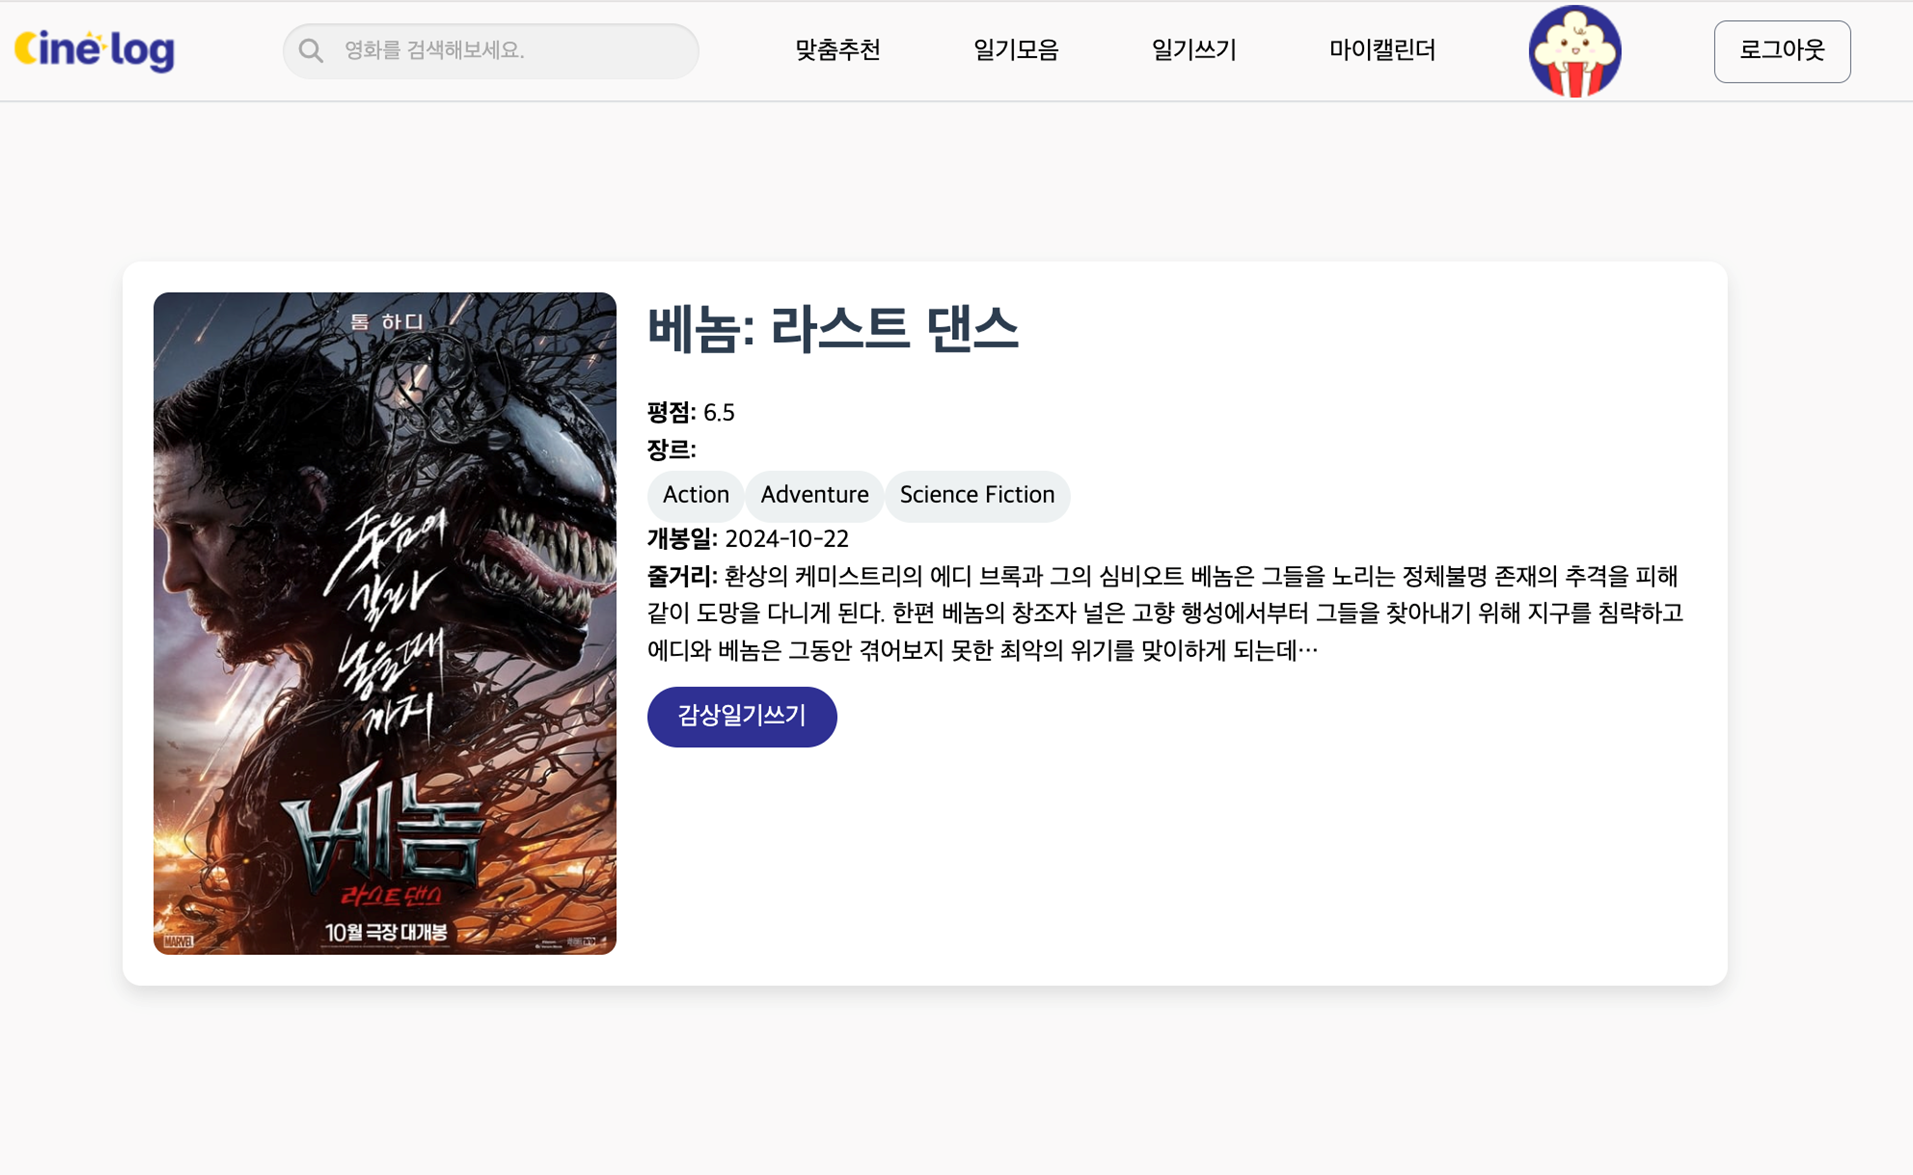 Cine log
영화를 검색해보세요.
맞춤추천
일기모음
일기쓰기
마이캘린더
로그아웃
톰 하디
죽음이
갈라
놓을 때
까지
베놈
라스트 댄스
10월 극장 대개봉
MARVEL
베놈: 라스트 댄스
평점: 6.5
장르:
Action Adventure Science Fiction
개봉일: 2024-10-22
줄거리: 환상의 케미스트리의 에디 브록과 그의 심비오트 베놈은 그들을 노리는 정체불명 존재의 추격을 피해
같이 도망을 다니게 된다. 한편 베놈의 창조자 널은 고향 행성에서부터 그들을 찾아내기 위해 지구를 침략하고
에디와 베놈은 그동안 겪어보지 못한 최악의 위기를 맞이하게 되는데…
감상일기쓰기